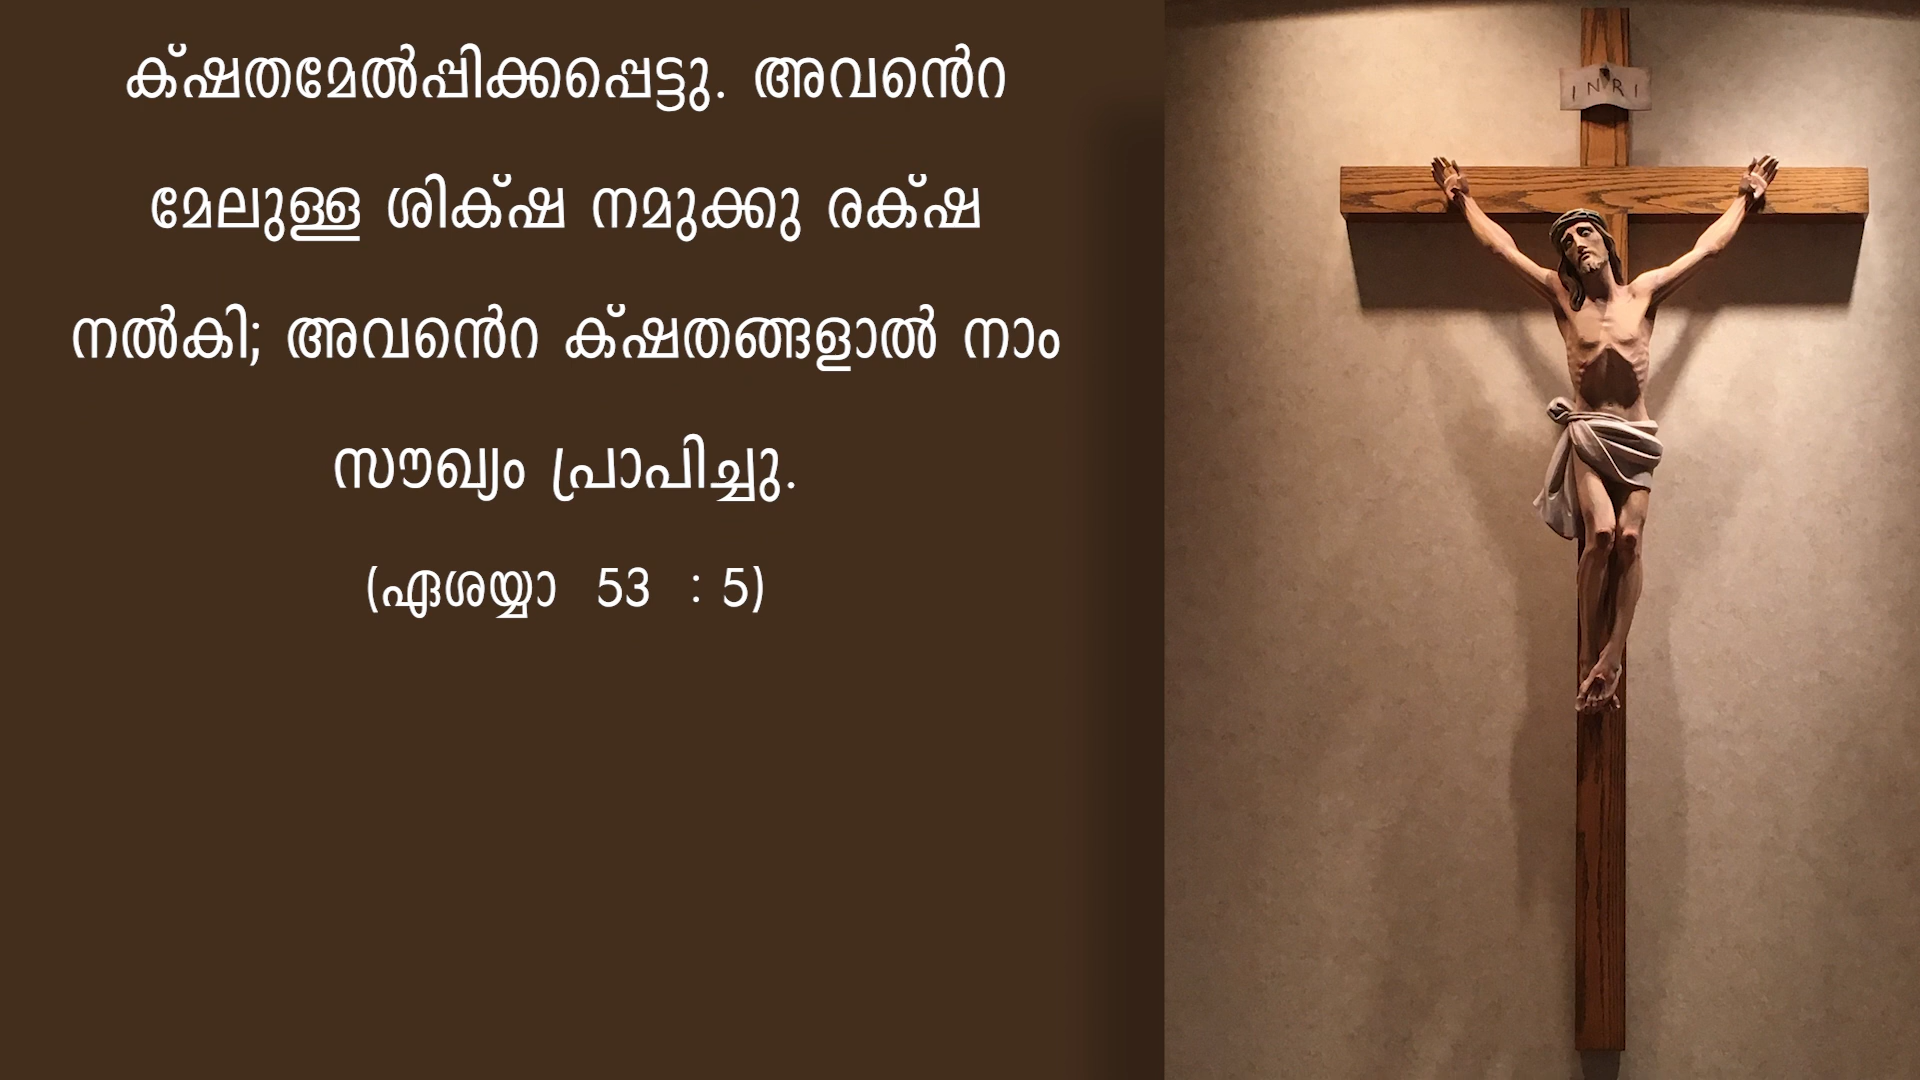 ക്‌ഷതമേൽപ്പിക്കപ്പെട്ടു. അവൻെറ
മേലുള്ള ശിക്‌ഷ നമുക്കു രക്‌ഷ
നൽകി; അവൻെറ ക്‌ഷതങ്ങളാൽ നാം
സൗഖ്യം പ്രാപിച്ചു.
(ഏശയ്യാ 53 : 5)
INRI